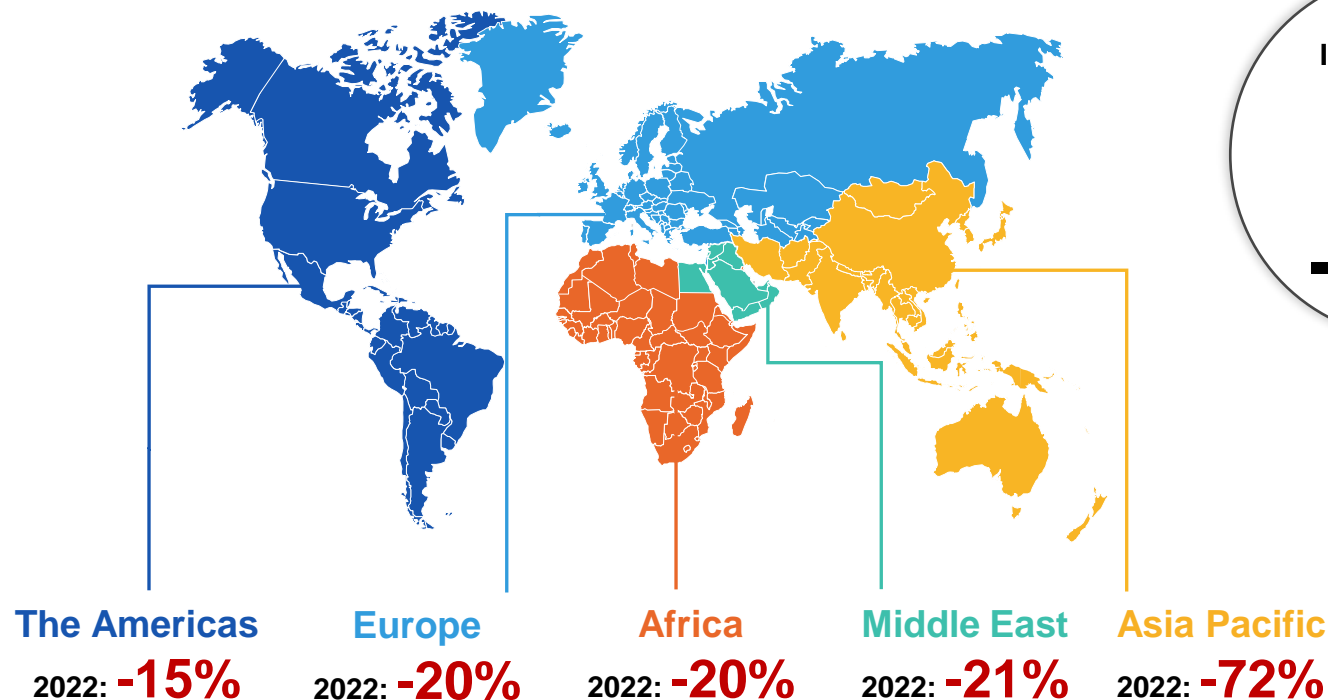 The Americas
2022: -15%
Europe
2022: -20%
Africa
2022: -20%
Middle East
2022: -21%
Asia Pacific
2022: -72%